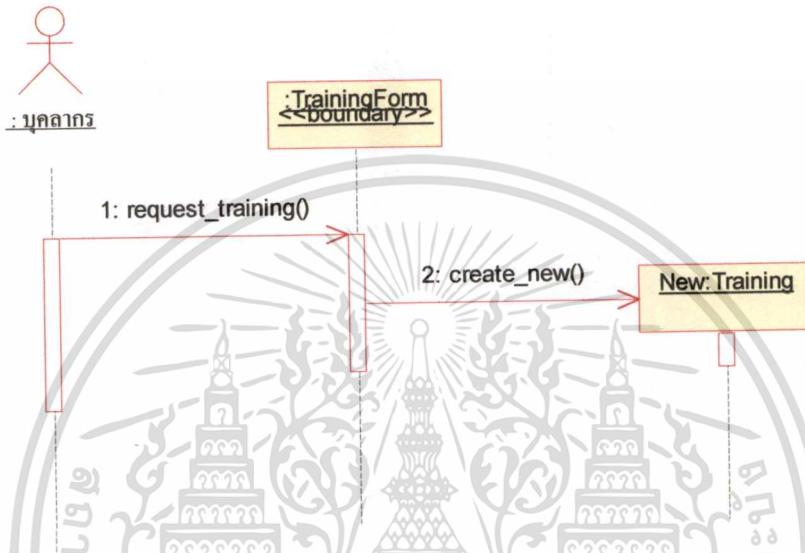 : บุคลากร
:TrainingForm
<<boundary>>
1: request_training()
2: create_new()
New:Training